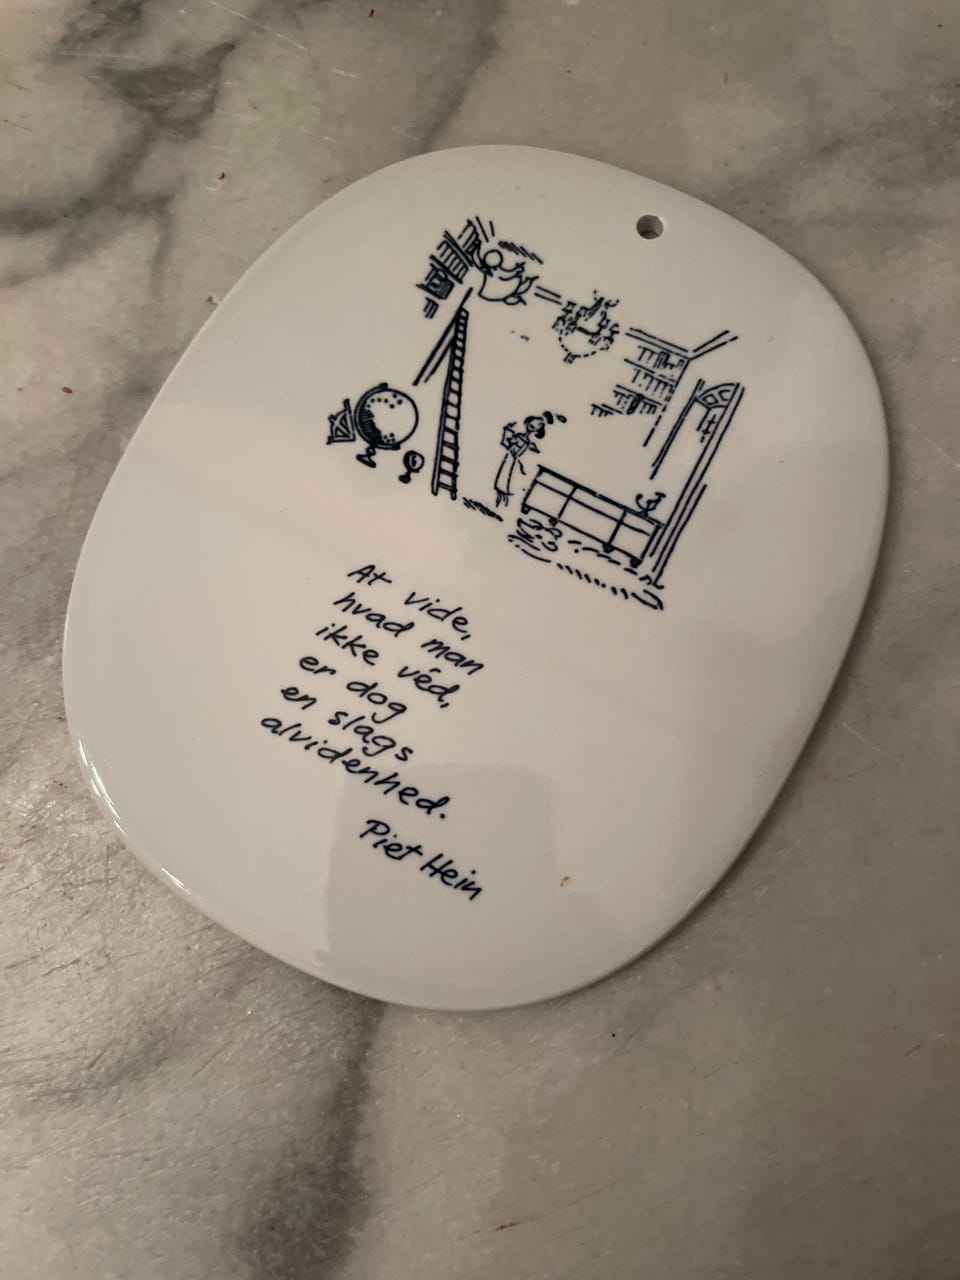 At vide,
hvad man
ikke véd,
er dog
en slags
alvidenhed.
Piet Hein